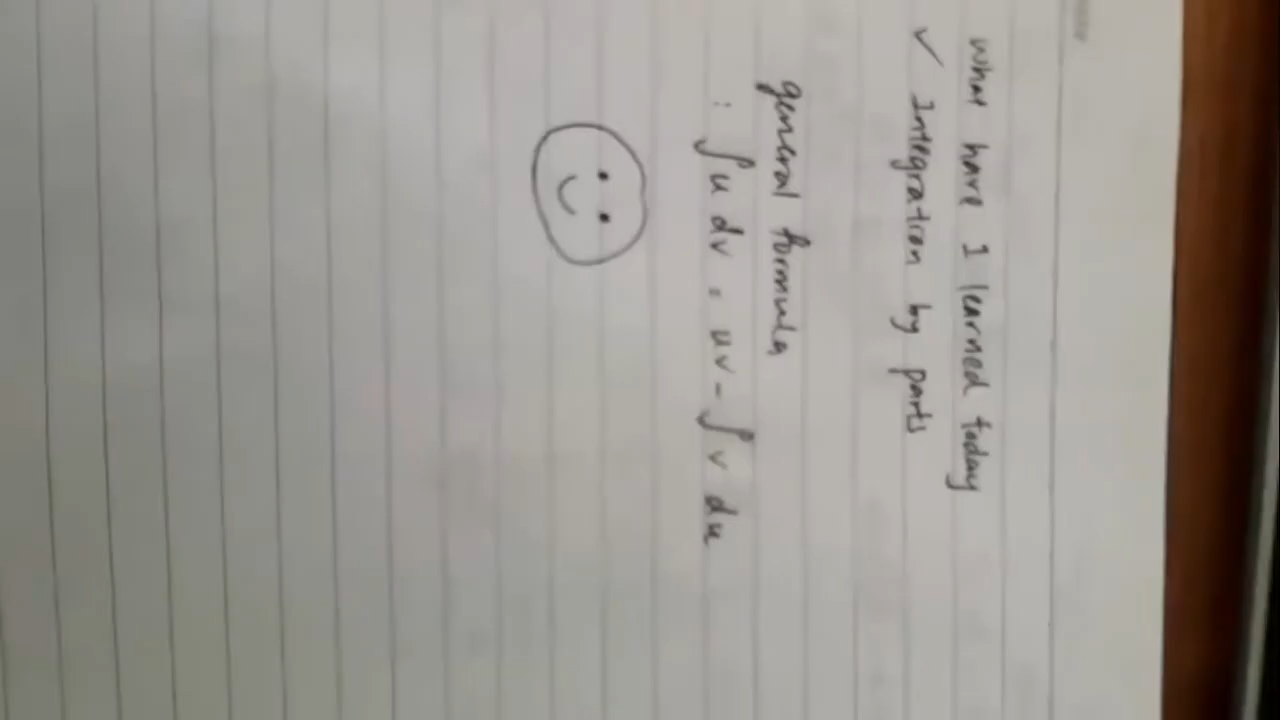 What have I learned today
✓ Integration by parts
general formula
: ∫u dv = uv - ∫v du